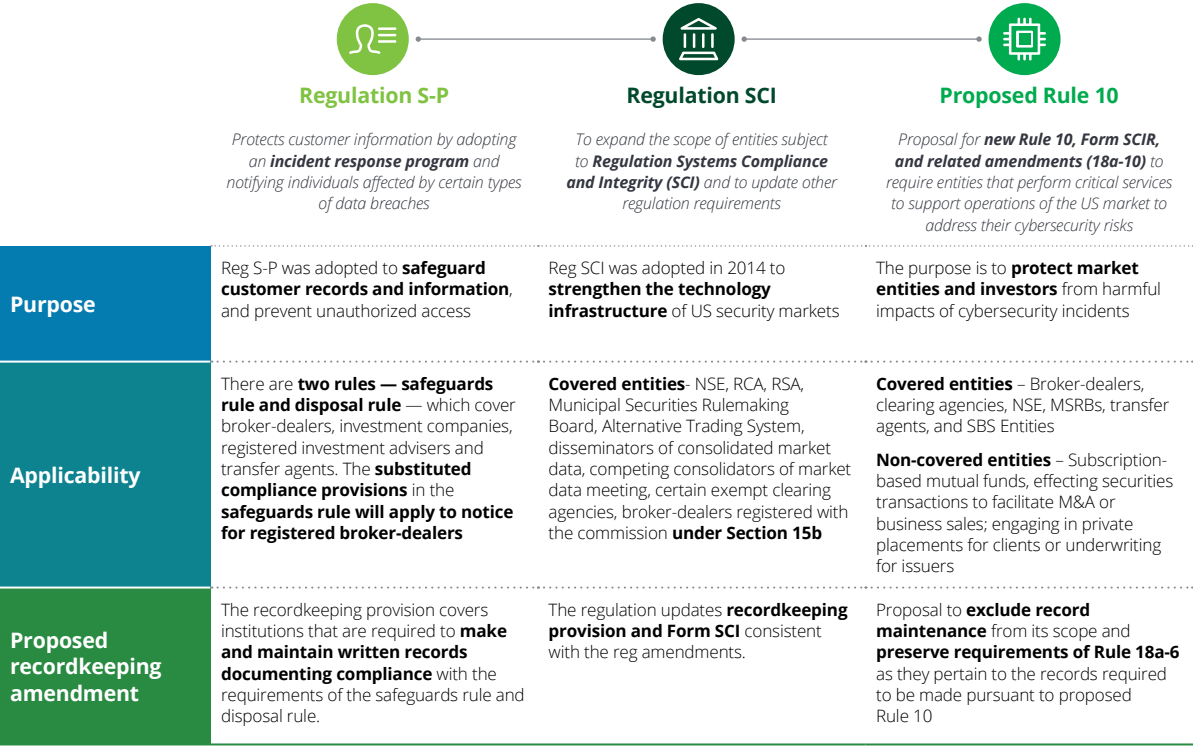 Regulation S-P
Regulation SCI
Proposed Rule 10
Protects customer information by adopting
an incident response program and
notifying individuals affected by certain types
of data breaches
To expand the scope of entities subject
to Regulation Systems Compliance
and Integrity (SCI) and to update other
regulation requirements
Proposal for new Rule 10, Form SCIR,
and related amendments (18a-10) to
require entities that perform critical services
to support operations of the US market to
address their cybersecurity risks
Purpose
Reg S-P was adopted to safeguard
customer records and information,
and prevent unauthorized access
Reg SCI was adopted in 2014 to
strengthen the technology
infrastructure of US security markets
The purpose is to protect market
entities and investors from harmful
impacts of cybersecurity incidents
Applicability
There are two rules — safeguards
rule and disposal rule — which cover
broker-dealers, investment companies,
registered investment advisers and
transfer agents. The substituted
compliance provisions in the
safeguards rule will apply to notice
for registered broker-dealers
Covered entities- NSE, RCA, RSA,
Municipal Securities Rulemaking
Board, Alternative Trading System,
disseminators of consolidated market
data, competing consolidators of market
data meeting, certain exempt clearing
agencies, broker-dealers registered with
the commission under Section 15b
Covered entities – Broker-dealers,
clearing agencies, NSE, MSRBs, transfer
agents, and SBS Entities
Non-covered entities – Subscription-
based mutual funds, effecting securities
transactions to facilitate M&A or
business sales; engaging in private
placements for clients or underwriting
for issuers
Proposed
recordkeeping
amendment
The recordkeeping provision covers
institutions that are required to make
and maintain written records
documenting compliance with the
requirements of the safeguards rule and
disposal rule.
The regulation updates recordkeeping
provision and Form SCI consistent
with the reg amendments.
Proposal to exclude record
maintenance from its scope and
preserve requirements of Rule 18a-6
as they pertain to the records required
to be made pursuant to proposed
Rule 10